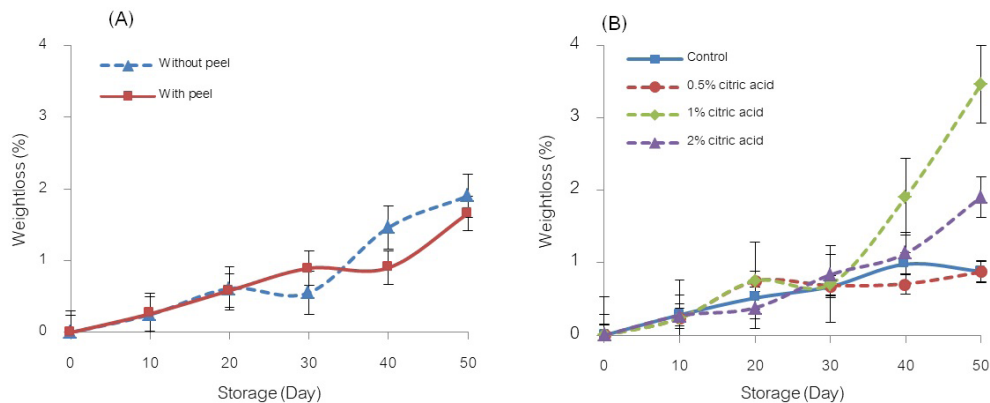 (A)
4
3
2
1
0
Weightloss (%)
Without peel
With peel
0 10 20 30 40 50
Storage (Day)
(B)
4
3
2
1
0
Weightloss (%)
Control
0.5% citric acid
1% citric acid
2% citric acid
0 10 20 30 40 50
Storage (Day)